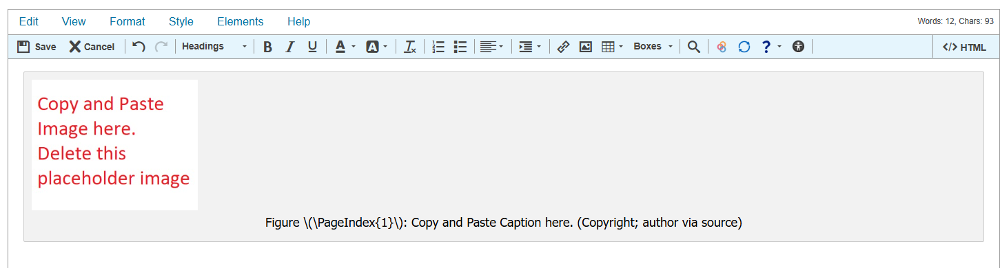 Edit View Format Style Elements Help Words: 12, Chars: 93
Save Cancel Headings B I U A A Tx Boxes ? </> HTML
Copy and Paste
Image here.
Delete this
placeholder image
Figure \(\PageIndex{1}\): Copy and Paste Caption here. (Copyright; author via source)